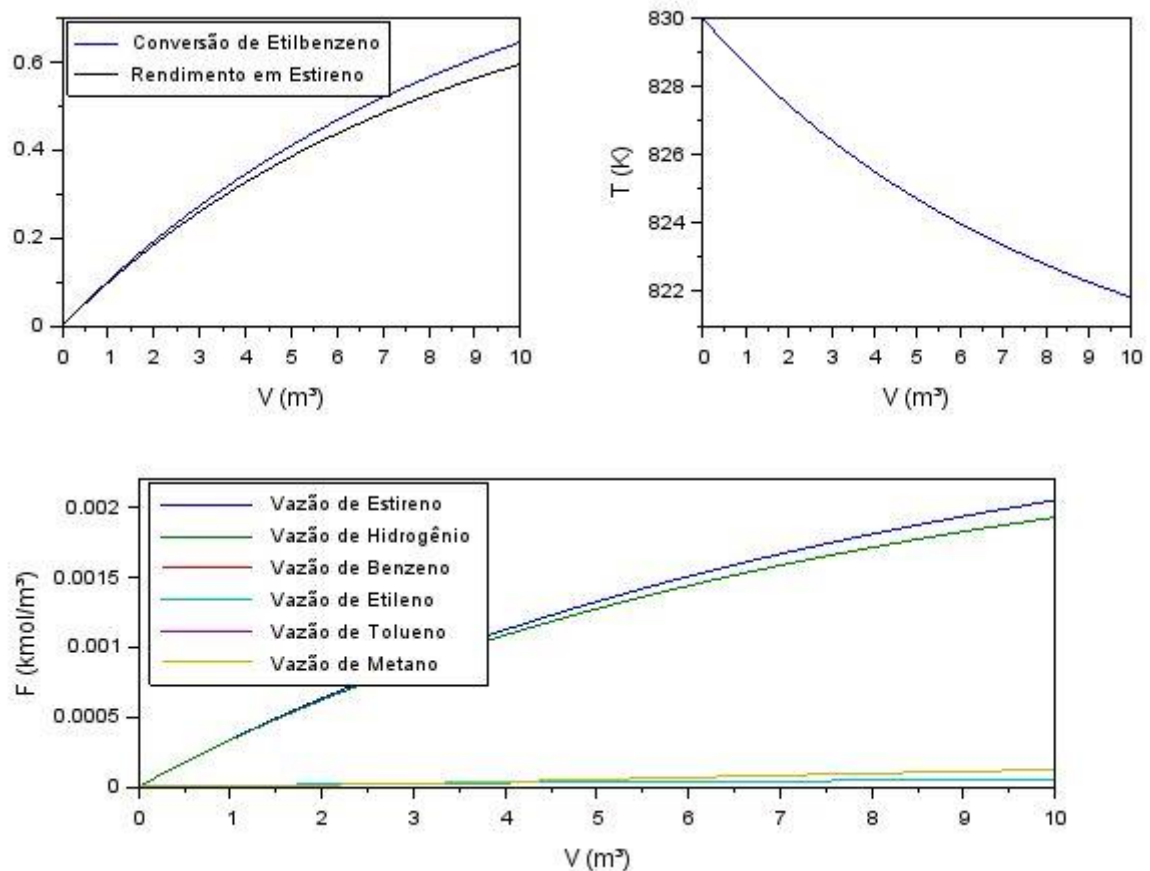 Conversão de Etilbenzeno
Rendimento em Estireno
0.6
0.4
0.2
0
0 1 2 3 4 5 6 7 8 9 10
V (m³)
830
828
826
824
822
T (K)
0 1 2 3 4 5 6 7 8 9 10
V (m³)
Vazão de Estireno
Vazão de Hidrogênio
Vazão de Benzeno
Vazão de Etileno
Vazão de Tolueno
Vazão de Metano
0.002
0.0015
0.001
0.0005
0
F (kmol/m³)
0 1 2 3 4 5 6 7 8 9 10
V (m³)